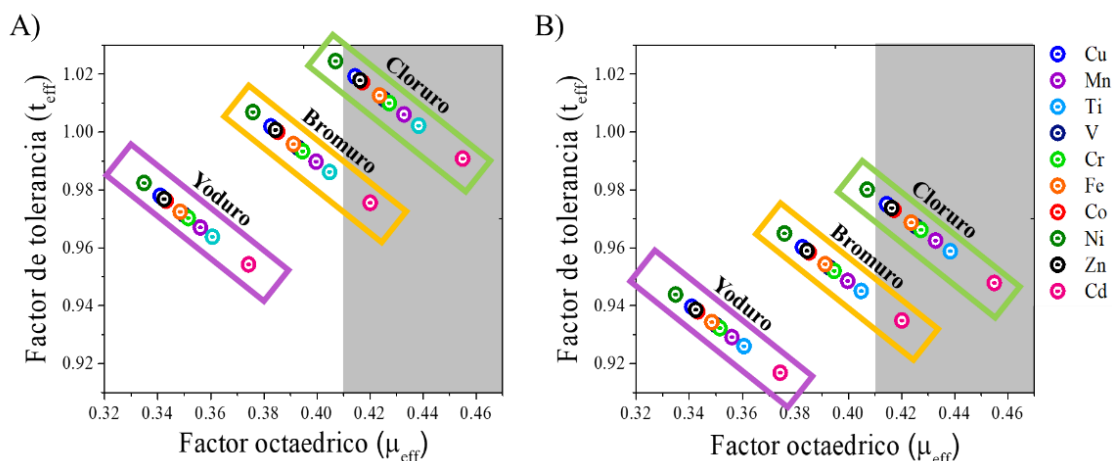 A)
Factor de tolerancia (t_eff)
1.02
1.00
0.98
0.96
0.94
0.92
Cloruro
Bromuro
Yoduro
0.32 0.34 0.36 0.38 0.40 0.42 0.44 0.46
Factor octaedrico (μ_eff)
B)
Factor de tolerancia (t_eff)
1.02
1.00
0.98
0.96
0.94
0.92
Cloruro
Bromuro
Yoduro
0.32 0.34 0.36 0.38 0.40 0.42 0.44 0.46
Factor octaedrico (μ_eff)
Cu
Mn
Ti
V
Cr
Fe
Co
Ni
Zn
Cd